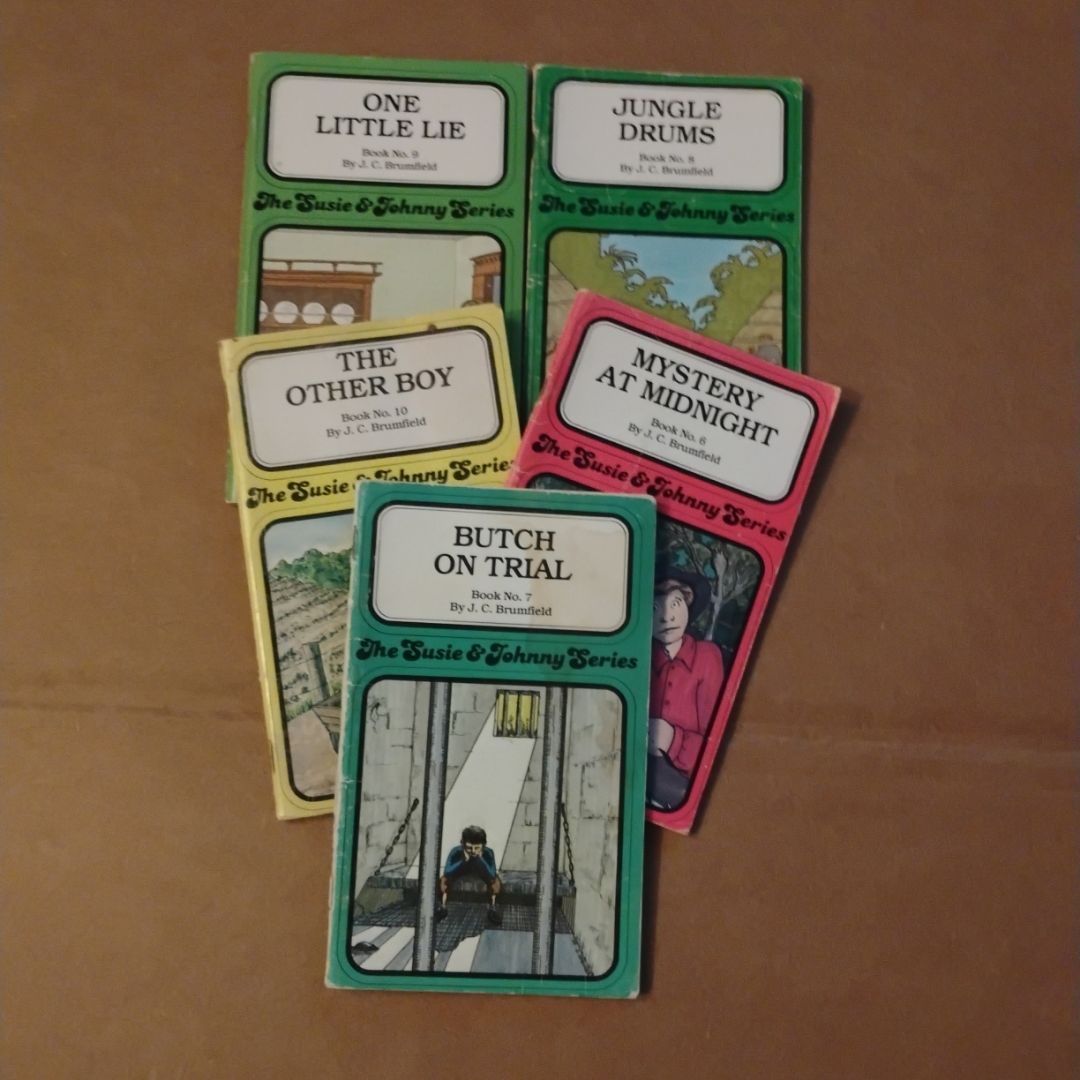 ONE
LITTLE LIE
Book No. 9
By J. C. Brumfield
The Susie & Johnny Series
JUNGLE
DRUMS
Book No. 8
By J. C. Brumfield
The Susie & Johnny Series
THE
OTHER BOY
Book No. 10
By J. C. Brumfield
The Susie & Johnny Series
MYSTERY
AT MIDNIGHT
Book No. 6
By J. C. Brumfield
The Susie & Johnny Series
BUTCH
ON TRIAL
Book No. 7
By J. C. Brumfield
The Susie & Johnny Series